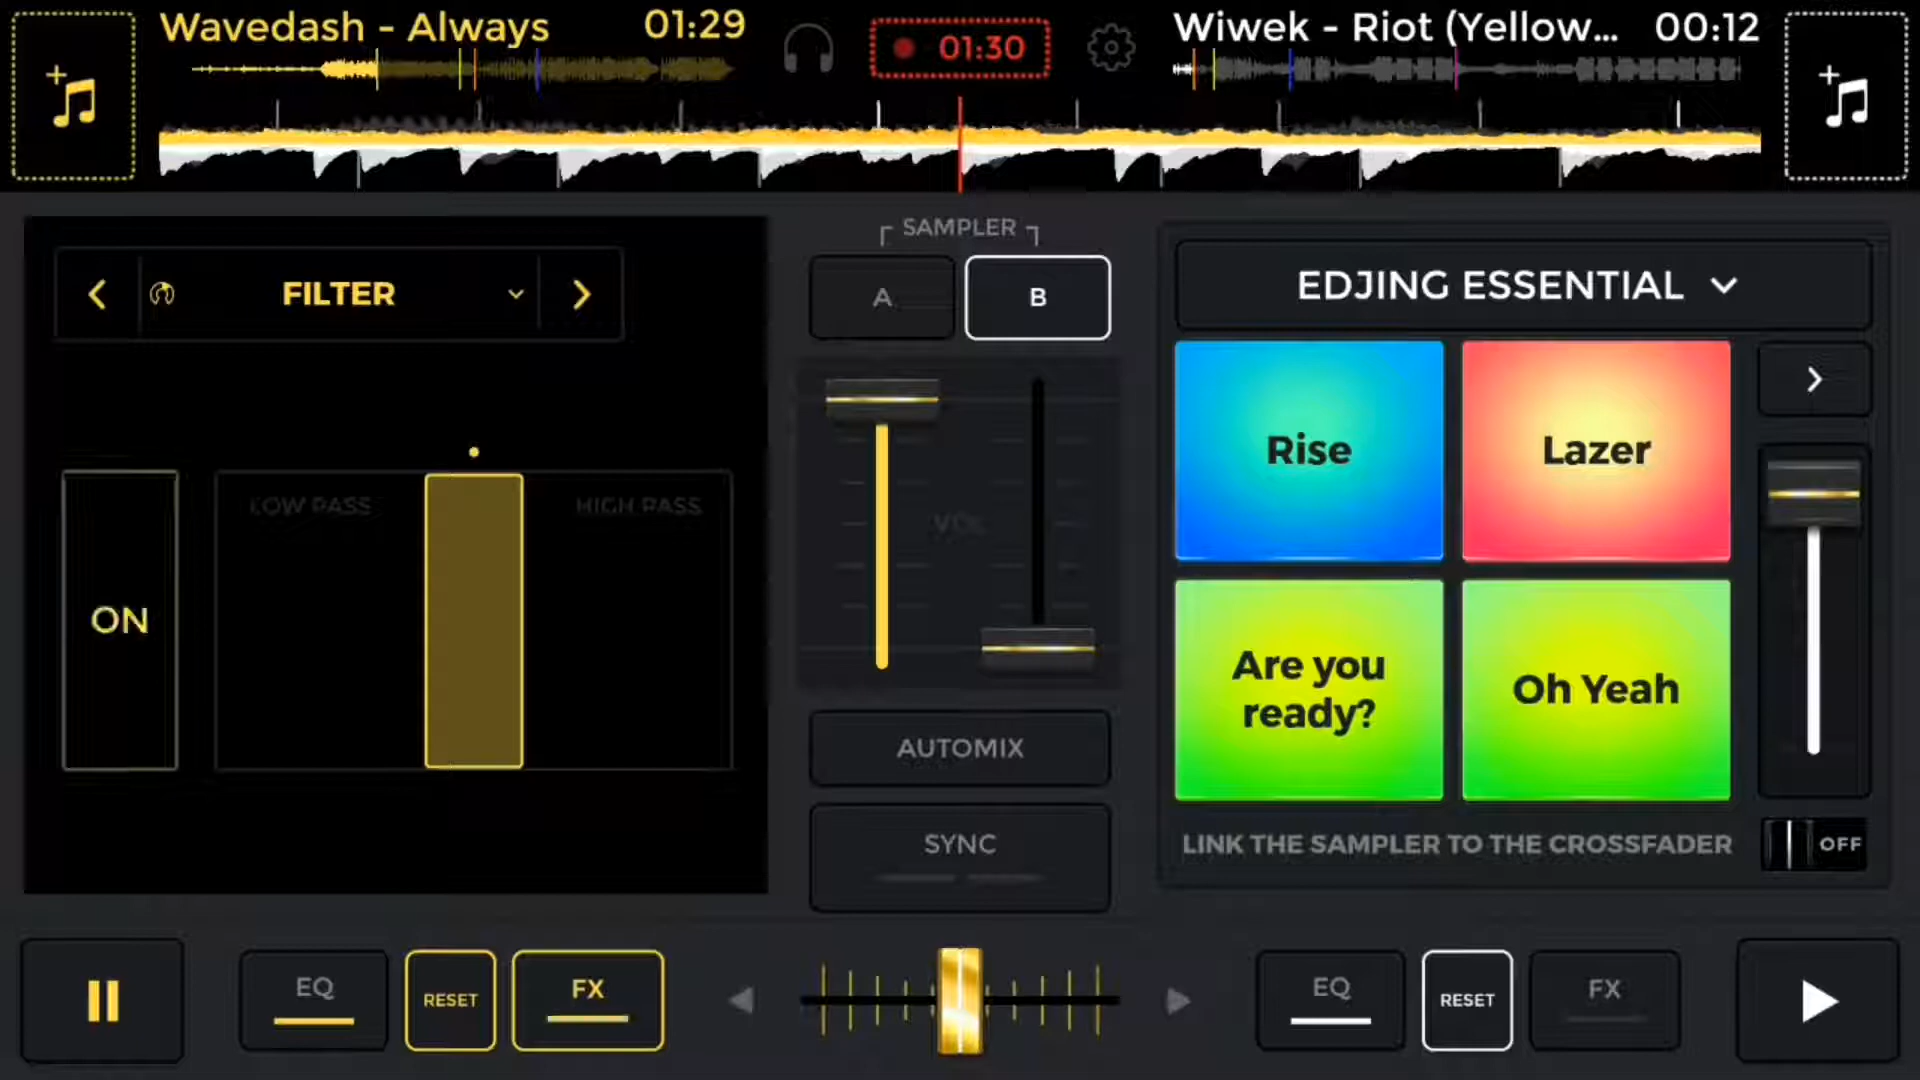 Wavedash - Always 01:29
01:30
Wiwek - Riot (Yellow... 00:12
SAMPLER
A
B
FILTER
LOW PASS
HIGH PASS
ON
VOL
AUTOMIX
SYNC
EDJING ESSENTIAL
Rise
Lazer
Are you
ready?
Oh Yeah
LINK THE SAMPLER TO THE CROSSFADER
OFF
EQ
RESET
FX
EQ
RESET
FX